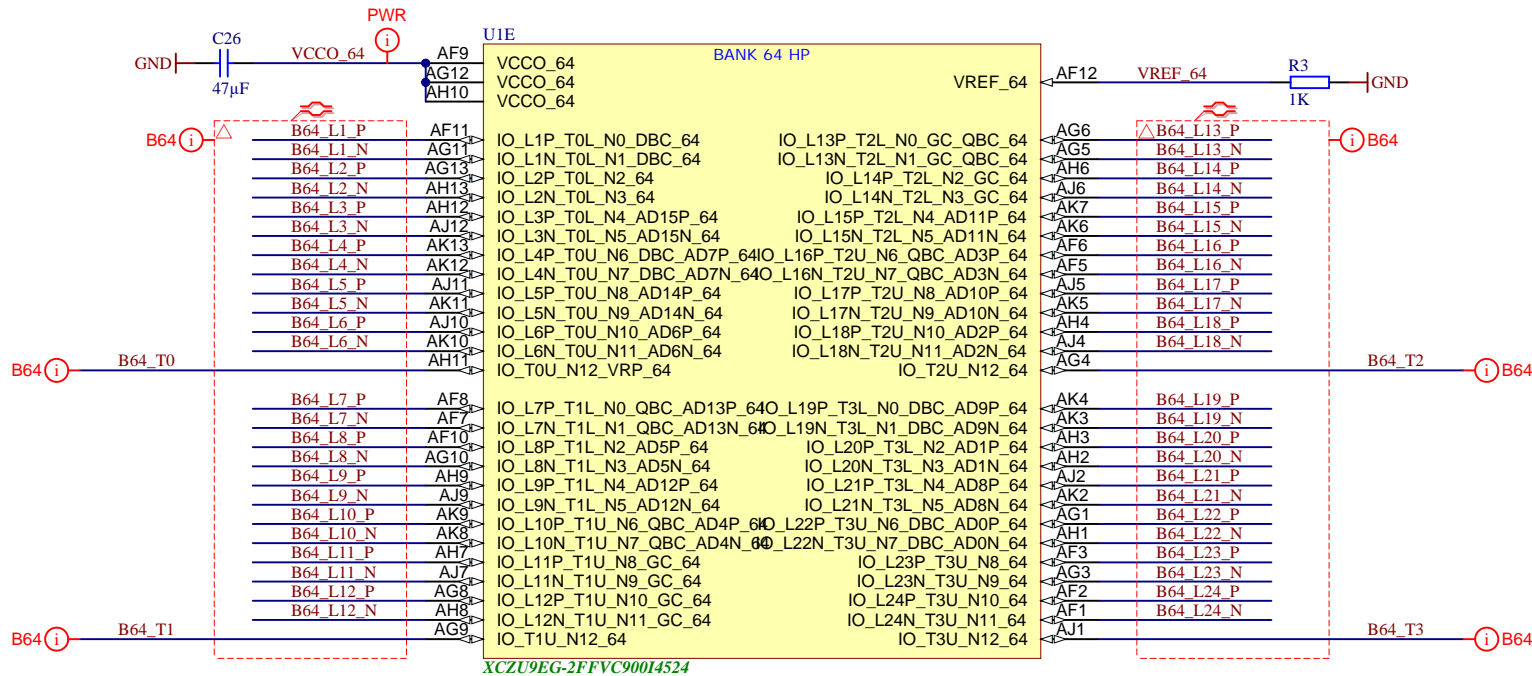 PWR
C26
GND
47µF
VCCO_64
U1E
BANK 64 HP
AF9 VCCO_64
AG12 VCCO_64
AH10 VCCO_64
VREF_64 AF12 VREF_64
R3
1K
GND
B64 i
i B64
B64_L1_P AF11 IO_L1P_T0L_N0_DBC_64 IO_L13P_T2L_N0_GC_QBC_64 AG6 B64_L13_P
B64_L1_N AG11 IO_L1N_T0L_N1_DBC_64 IO_L13N_T2L_N1_GC_QBC_64 AG5 B64_L13_N
B64_L2_P AG13 IO_L2P_T0L_N2_64 IO_L14P_T2L_N2_GC_64 AH6 B64_L14_P
B64_L2_N AH13 IO_L2N_T0L_N3_64 IO_L14N_T2L_N3_GC_64 AJ6 B64_L14_N
B64_L3_P AH12 IO_L3P_T0L_N4_AD15P_64 IO_L15P_T2L_N4_AD11P_64 AK7 B64_L15_P
B64_L3_N AJ12 IO_L3N_T0L_N5_AD15N_64 IO_L15N_T2L_N5_AD11N_64 AK6 B64_L15_N
B64_L4_P AK13 IO_L4P_T0U_N6_DBC_AD7P_64 IO_L16P_T2U_N6_QBC_AD3P_64 AF6 B64_L16_P
B64_L4_N AK12 IO_L4N_T0U_N7_DBC_AD7N_64 IO_L16N_T2U_N7_QBC_AD3N_64 AF5 B64_L16_N
B64_L5_P AJ11 IO_L5P_T0U_N8_AD14P_64 IO_L17P_T2U_N8_AD10P_64 AJ5 B64_L17_P
B64_L5_N AK11 IO_L5N_T0U_N9_AD14N_64 IO_L17N_T2U_N9_AD10N_64 AK5 B64_L17_N
B64_L6_P AJ10 IO_L6P_T0U_N10_AD6P_64 IO_L18P_T2U_N10_AD2P_64 AH4 B64_L18_P
B64_L6_N AK10 IO_L6N_T0U_N11_AD6N_64 IO_L18N_T2U_N11_AD2N_64 AJ4 B64_L18_N
B64 i B64_T0 AH11 IO_T0U_N12_VRP_64 IO_T2U_N12_64 AG4 B64_T2 i B64
B64_L7_P AF8 IO_L7P_T1L_N0_QBC_AD13P_64 IO_L19P_T3L_N0_DBC_AD9P_64 AK4 B64_L19_P
B64_L7_N AF7 IO_L7N_T1L_N1_QBC_AD13N_64 IO_L19N_T3L_N1_DBC_AD9N_64 AK3 B64_L19_N
B64_L8_P AF10 IO_L8P_T1L_N2_AD5P_64 IO_L20P_T3L_N2_AD1P_64 AH3 B64_L20_P
B64_L8_N AG10 IO_L8N_T1L_N3_AD5N_64 IO_L20N_T3L_N3_AD1N_64 AH2 B64_L20_N
B64_L9_P AH9 IO_L9P_T1L_N4_AD12P_64 IO_L21P_T3L_N4_AD8P_64 AJ2 B64_L21_P
B64_L9_N AJ9 IO_L9N_T1L_N5_AD12N_64 IO_L21N_T3L_N5_AD8N_64 AK2 B64_L21_N
B64_L10_P AK9 IO_L10P_T1U_N6_QBC_AD4P_64 IO_L22P_T3U_N6_DBC_AD0P_64 AG1 B64_L22_P
B64_L10_N AK8 IO_L10N_T1U_N7_QBC_AD4N_64 IO_L22N_T3U_N7_DBC_AD0N_64 AH1 B64_L22_N
B64_L11_P AH7 IO_L11P_T1U_N8_GC_64 IO_L23P_T3U_N8_64 AF3 B64_L23_P
B64_L11_N AJ7 IO_L11N_T1U_N9_GC_64 IO_L23N_T3U_N9_64 AG3 B64_L23_N
B64_L12_P AG8 IO_L12P_T1U_N10_GC_64 IO_L24P_T3U_N10_64 AF2 B64_L24_P
B64_L12_N AH8 IO_L12N_T1U_N11_GC_64 IO_L24N_T3U_N11_64 AF1 B64_L24_N
B64 i B64_T1 AG9 IO_T1U_N12_64 IO_T3U_N12_64 AJ1 B64_T3 i B64
XCZU9EG-2FFVC900I4524